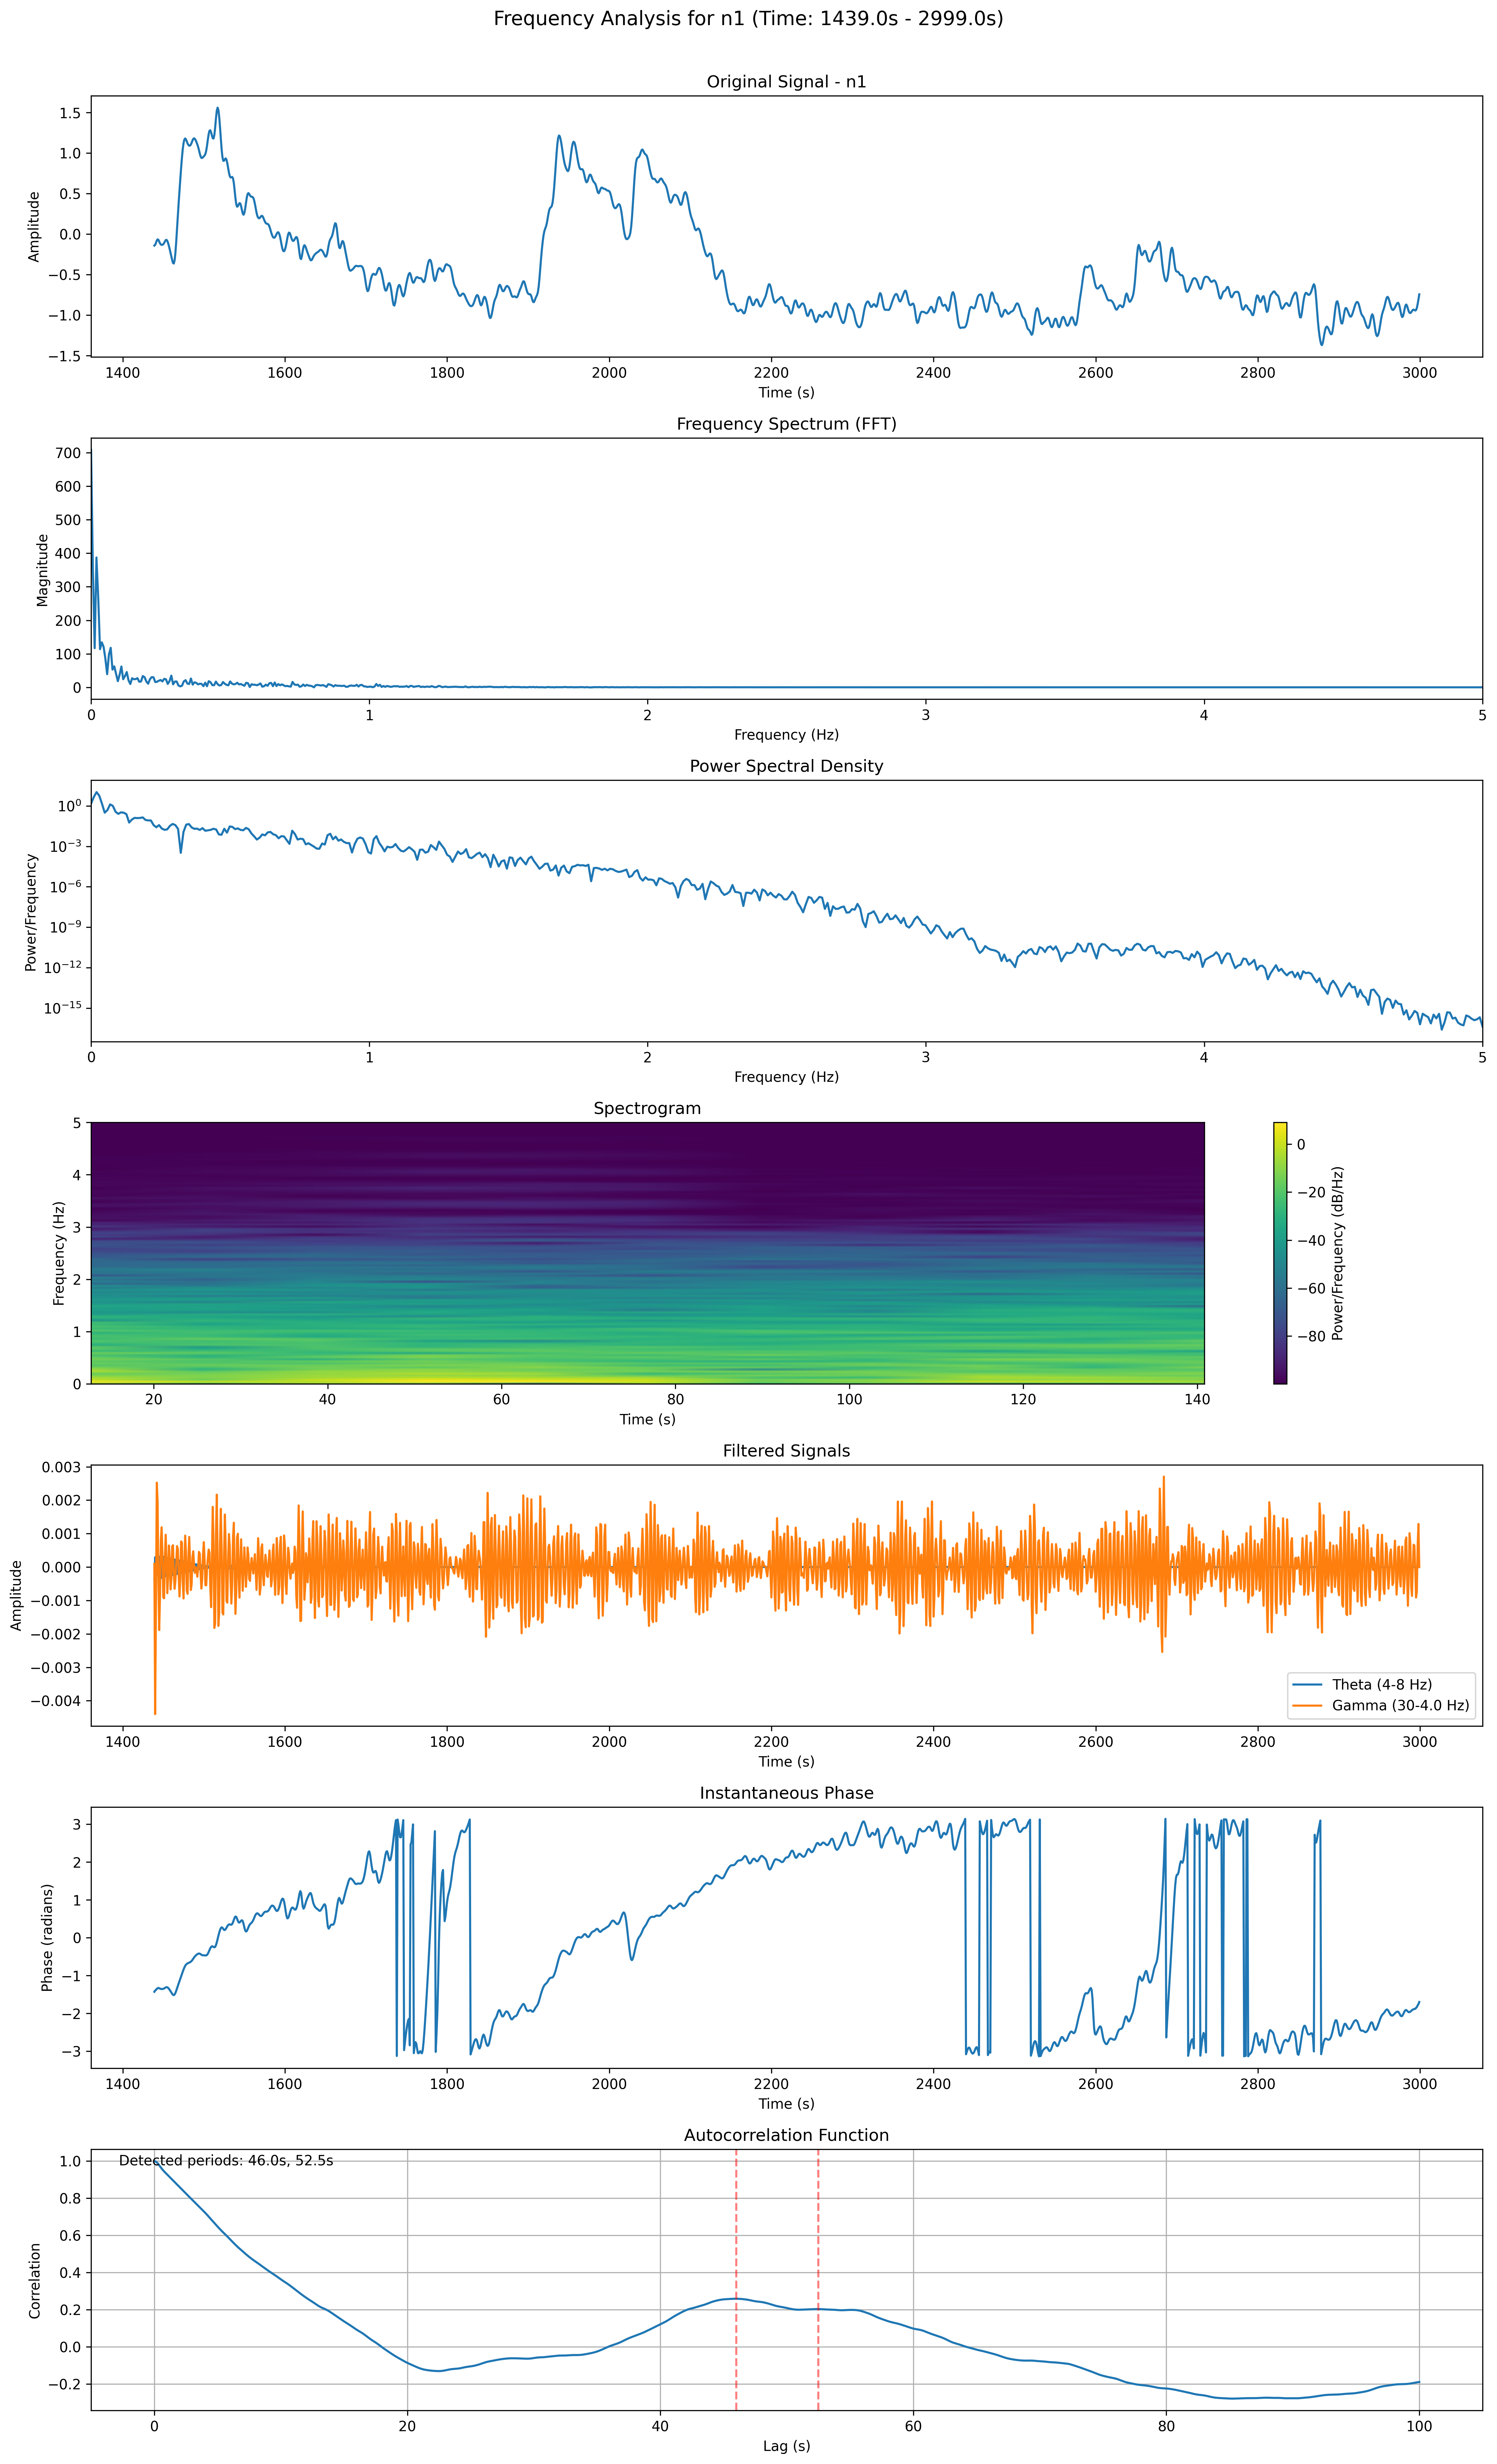 Frequency Analysis for n1 (Time: 1439.0s - 2999.0s)
Original Signal - n1
1.5
1.0
0.5
0.0
−0.5
−1.0
−1.5
Amplitude
1400 1600 1800 2000 2200 2400 2600 2800 3000
Time (s)
Frequency Spectrum (FFT)
700
600
500
400
300
200
100
0
Magnitude
0 1 2 3 4 5
Frequency (Hz)
Power Spectral Density
10⁰
10⁻³
10⁻⁶
10⁻⁹
10⁻¹²
10⁻¹⁵
Power/Frequency
0 1 2 3 4 5
Frequency (Hz)
Spectrogram
5
4
3
2
1
0
Frequency (Hz)
20 40 60 80 100 120 140
Time (s)
0
−20
−40
−60
−80
Power/Frequency (dB/Hz)
Filtered Signals
0.003
0.002
0.001
0.000
−0.001
−0.002
−0.003
−0.004
Amplitude
Theta (4-8 Hz)
Gamma (30-4.0 Hz)
1400 1600 1800 2000 2200 2400 2600 2800 3000
Time (s)
Instantaneous Phase
3
2
1
0
−1
−2
−3
Phase (radians)
1400 1600 1800 2000 2200 2400 2600 2800 3000
Time (s)
Autocorrelation Function
Detected periods: 46.0s, 52.5s
1.0
0.8
0.6
0.4
0.2
0.0
−0.2
Correlation
0 20 40 60 80 100
Lag (s)